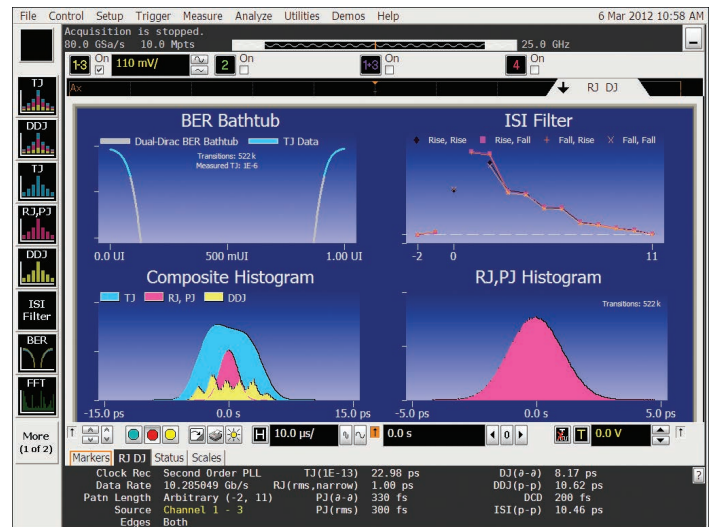 File Control Setup Trigger Measure Analyze Utilities Demos Help 6 Mar 2012 10:58 AM
Acquisition is stopped.
80.0 GSa/s 10.0 Mpts 25.0 GHz
1-3 On 110 mV/ 2 On 1+3 On 4 On
Ax RJ DJ
TJ
DDJ
TJ
RJ,PJ
DDJ
ISI
Filter
BER
FFT
More
(1 of 2)
BER Bathtub
Dual-Dirac BER Bathtub TJ Data
Transitions: 522 k
Measured TJ: 1E-6
0.0 UI 500 mUI 1.00 UI
ISI Filter
Rise, Rise Rise, Fall Fall, Rise Fall, Fall
-2 0 11
Composite Histogram
TJ RJ, PJ DDJ
-15.0 ps 0.0 s 15.0 ps
RJ,PJ Histogram
Transitions: 522 k
-5.0 ps 0.0 s 5.0 ps
H 10.0 µs/ 0.0 s 0 T 0.0 V T
Markers RJ DJ Status Scales
Clock Rec Second Order PLL TJ(1E-13) 22.98 ps DJ(∂-∂) 8.17 ps ?
Data Rate 10.285049 Gb/s RJ(rms,narrow) 1.00 ps DDJ(p-p) 10.62 ps
Patn Length Arbitrary (-2, 11) PJ(∂-∂) 330 fs DCD 200 fs
Source Channel 1 - 3 PJ(rms) 300 fs ISI(p-p) 10.46 ps
Edges Both